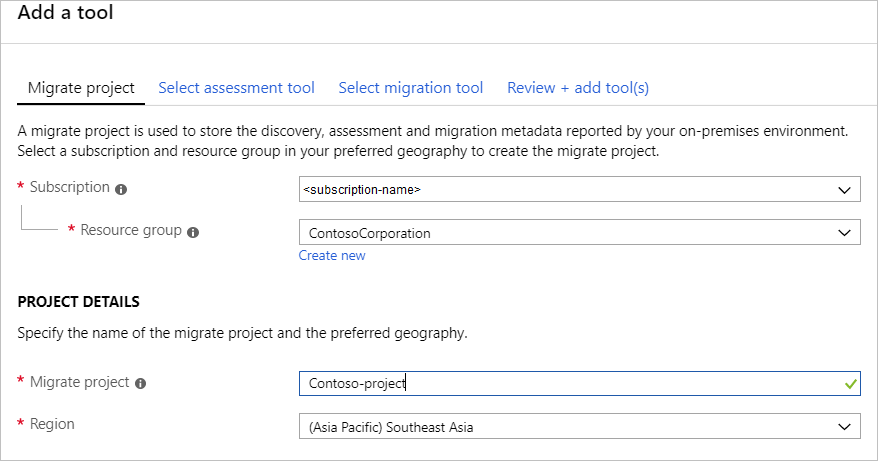 Add a tool
Migrate project Select assessment tool Select migration tool Review + add tool(s)
A migrate project is used to store the discovery, assessment and migration metadata reported by your on-premises environment.
Select a subscription and resource group in your preferred geography to create the migrate project.
* Subscription <subscription-name>
* Resource group ContosoCorporation
Create new
PROJECT DETAILS
Specify the name of the migrate project and the preferred geography.
* Migrate project Contoso-project
* Region (Asia Pacific) Southeast Asia